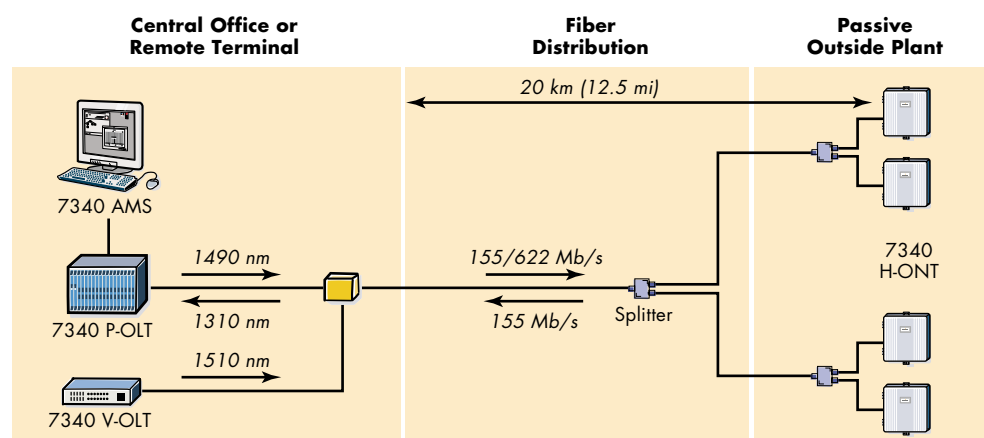 Central Office or
Remote Terminal
Fiber
Distribution
Passive
Outside Plant
20 km (12.5 mi)
7340 AMS
1490 nm
155/622 Mb/s
7340
H-ONT
1310 nm
155 Mb/s
Splitter
7340 P-OLT
1510 nm
7340 V-OLT